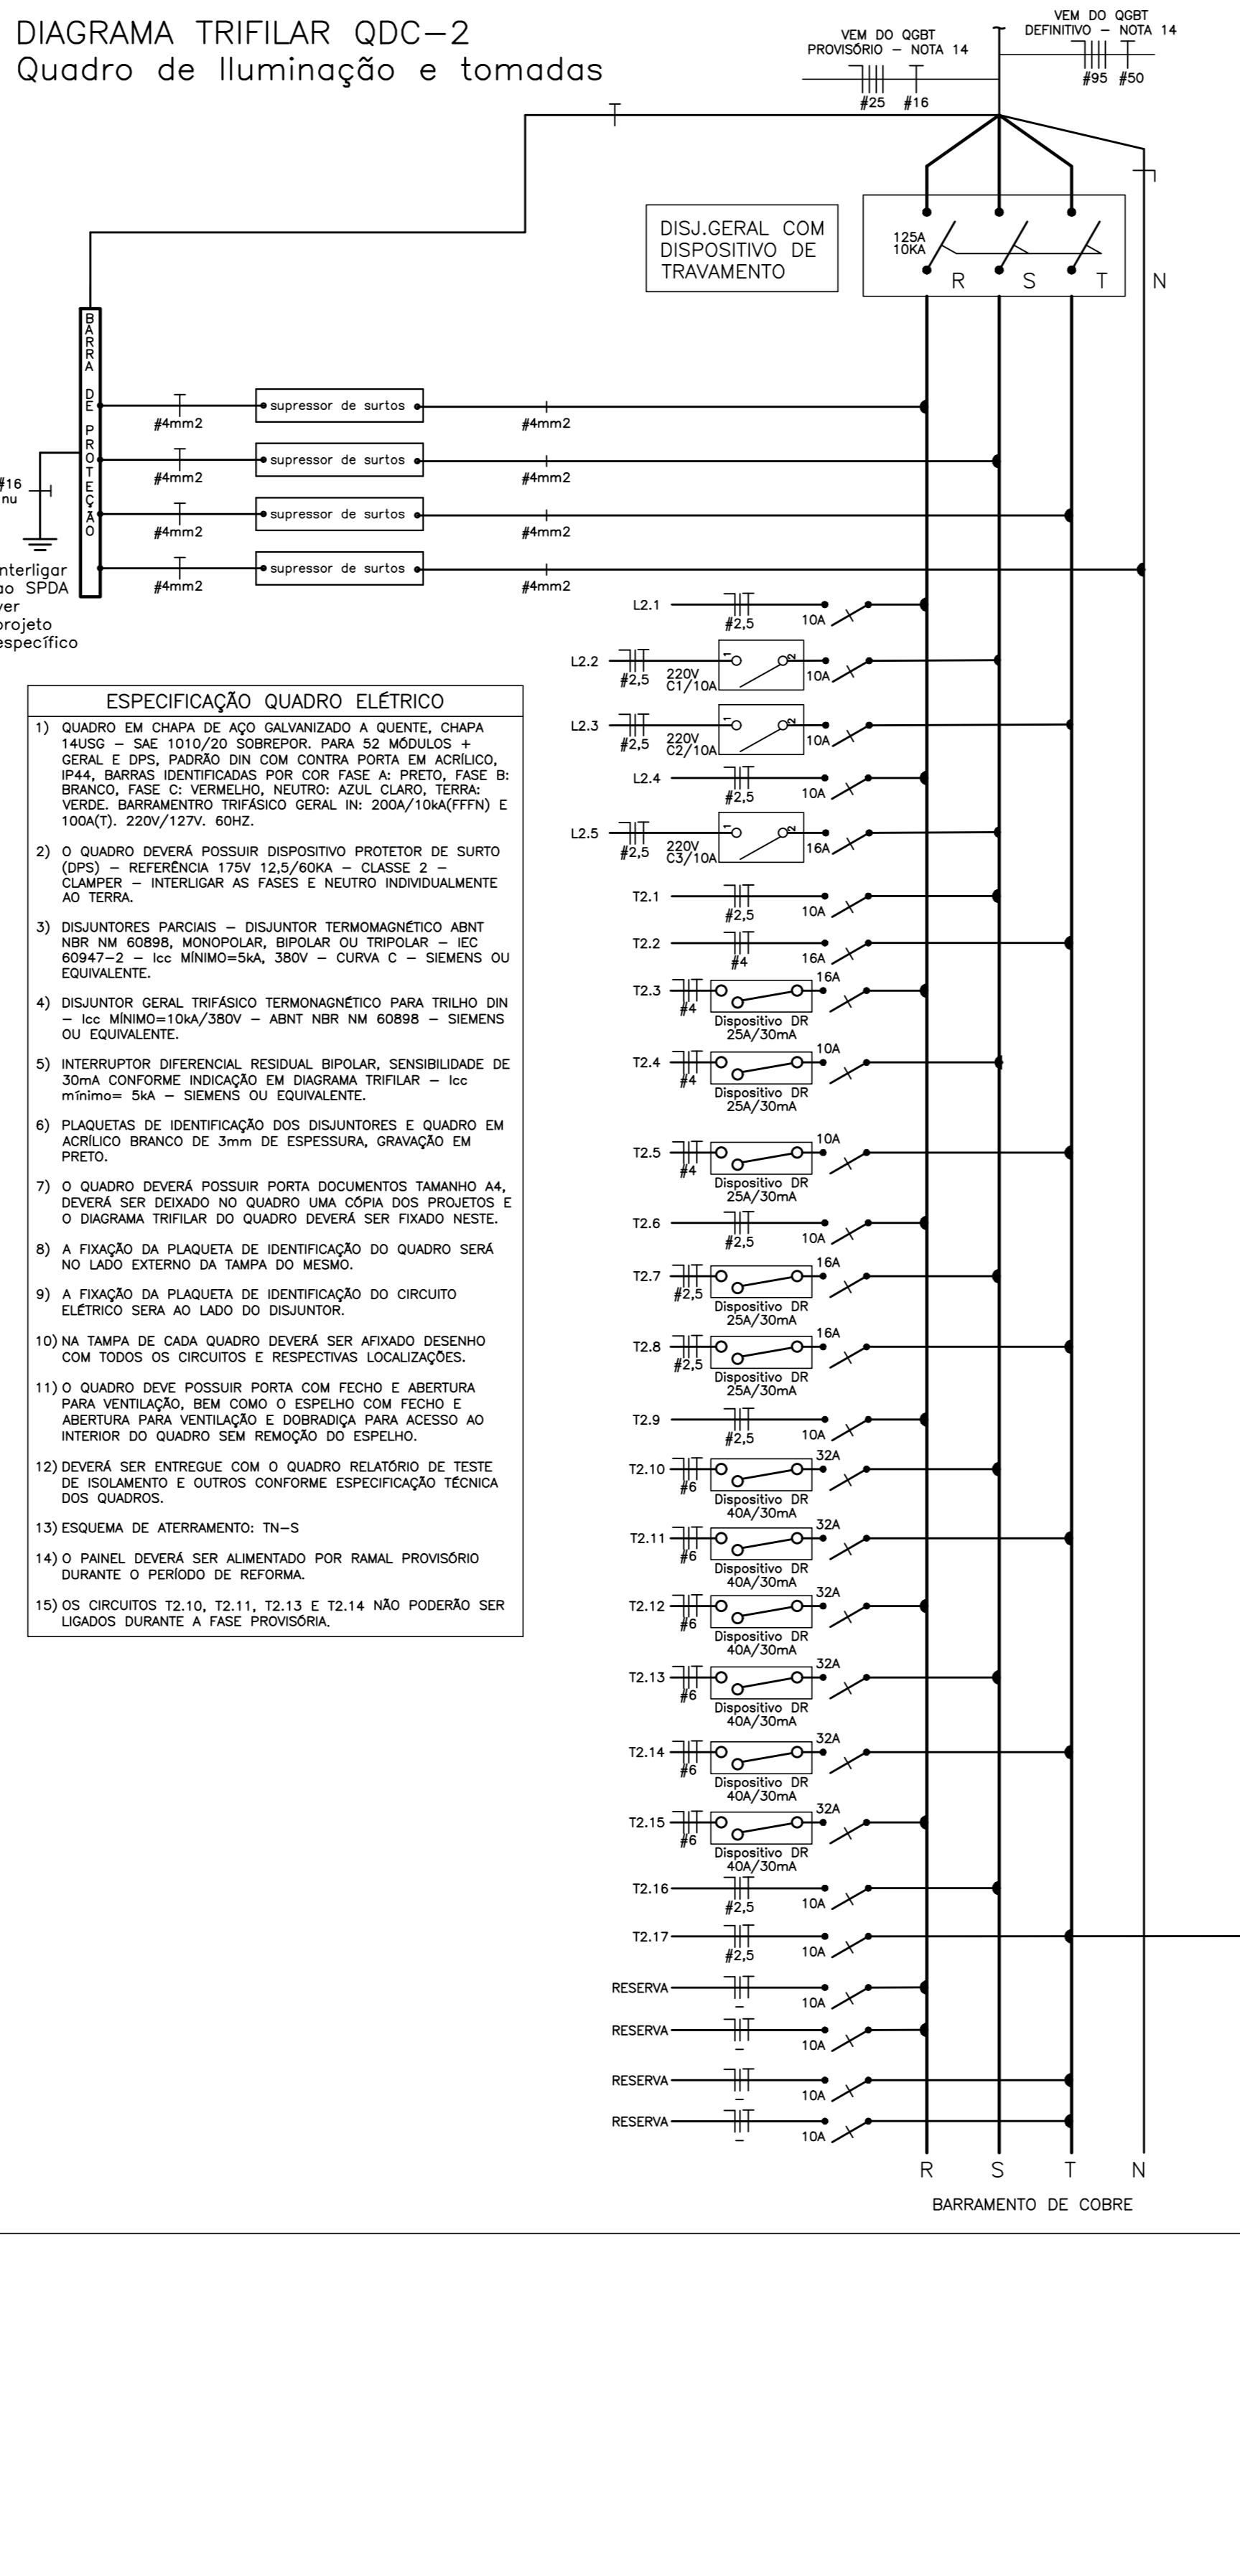 DIAGRAMA TRIFILAR QDC-2
Quadro de Iluminação e tomadas
VEM DO QGBT
PROVISÓRIO - NOTA 14
#25 #16
VEM DO QGBT
DEFINITIVO - NOTA 14
#95 #50
DISJ.GERAL COM
DISPOSITIVO DE
TRAVAMENTO
125A
10KA
R S T N
BARRA DE PROTEÇÃO
#4mm2 supressor de surtos #4mm2
#4mm2 supressor de surtos #4mm2
#4mm2 supressor de surtos #4mm2
#4mm2 supressor de surtos #4mm2
#16
nu
nterligar
ao SPDA
ver
projeto
específico
L2.1 #2,5 10A
L2.2 #2,5 220V C1/10A 1 2 10A
L2.3 #2,5 220V C2/10A 1 2 10A
L2.4 #2,5 10A
L2.5 #2,5 220V C3/10A 1 2 16A
T2.1 #2,5 10A
T2.2 #4 16A
T2.3 #4 Dispositivo DR 25A/30mA 16A
T2.4 #4 Dispositivo DR 25A/30mA 10A
T2.5 #4 Dispositivo DR 25A/30mA 10A
T2.6 #2,5 10A
T2.7 #2,5 Dispositivo DR 25A/30mA 16A
T2.8 #2,5 Dispositivo DR 25A/30mA 16A
T2.9 #2,5 10A
T2.10 #6 Dispositivo DR 40A/30mA 32A
T2.11 #6 Dispositivo DR 40A/30mA 32A
T2.12 #6 Dispositivo DR 40A/30mA 32A
T2.13 #6 Dispositivo DR 40A/30mA 32A
T2.14 #6 Dispositivo DR 40A/30mA 32A
T2.15 #6 Dispositivo DR 40A/30mA 32A
T2.16 #2,5 10A
T2.17 #2,5 10A
RESERVA - 10A
RESERVA - 10A
RESERVA - 10A
RESERVA - 10A
R S T N
BARRAMENTO DE COBRE
ESPECIFICAÇÃO QUADRO ELÉTRICO
1) QUADRO EM CHAPA DE AÇO GALVANIZADO A QUENTE, CHAPA
14USG - SAE 1010/20 SOBREPOR. PARA 52 MÓDULOS +
GERAL E DPS, PADRÃO DIN COM CONTRA PORTA EM ACRÍLICO,
IP44, BARRAS IDENTIFICADAS POR COR FASE A: PRETO, FASE B:
BRANCO, FASE C: VERMELHO, NEUTRO: AZUL CLARO, TERRA:
VERDE. BARRAMENTRO TRIFÁSICO GERAL IN: 200A/10kA(FFFN) E
100A(T). 220V/127V. 60HZ.
2) O QUADRO DEVERÁ POSSUIR DISPOSITIVO PROTETOR DE SURTO
(DPS) - REFERÊNCIA 175V 12,5/60KA - CLASSE 2 -
CLAMPER - INTERLIGAR AS FASES E NEUTRO INDIVIDUALMENTE
AO TERRA.
3) DISJUNTORES PARCIAIS - DISJUNTOR TERMOMAGNÉTICO ABNT
NBR NM 60898, MONOPOLAR, BIPOLAR OU TRIPOLAR - IEC
60947-2 - Icc MÍNIMO=5kA, 380V - CURVA C - SIEMENS OU
EQUIVALENTE.
4) DISJUNTOR GERAL TRIFÁSICO TERMONAGNÉTICO PARA TRILHO DIN
- Icc MÍNIMO=10kA/380V - ABNT NBR NM 60898 - SIEMENS
OU EQUIVALENTE.
5) INTERRUPTOR DIFERENCIAL RESIDUAL BIPOLAR, SENSIBILIDADE DE
30mA CONFORME INDICAÇÃO EM DIAGRAMA TRIFILAR - Icc
mínimo= 5kA - SIEMENS OU EQUIVALENTE.
6) PLAQUETAS DE IDENTIFICAÇÃO DOS DISJUNTORES E QUADRO EM
ACRÍLICO BRANCO DE 3mm DE ESPESSURA, GRAVAÇÃO EM
PRETO.
7) O QUADRO DEVERÁ POSSUIR PORTA DOCUMENTOS TAMANHO A4,
DEVERÁ SER DEIXADO NO QUADRO UMA CÓPIA DOS PROJETOS E
O DIAGRAMA TRIFILAR DO QUADRO DEVERÁ SER FIXADO NESTE.
8) A FIXAÇÃO DA PLAQUETA DE IDENTIFICAÇÃO DO QUADRO SERÁ
NO LADO EXTERNO DA TAMPA DO MESMO.
9) A FIXAÇÃO DA PLAQUETA DE IDENTIFICAÇÃO DO CIRCUITO
ELÉTRICO SERA AO LADO DO DISJUNTOR.
10) NA TAMPA DE CADA QUADRO DEVERÁ SER AFIXADO DESENHO
COM TODOS OS CIRCUITOS E RESPECTIVAS LOCALIZAÇÕES.
11) O QUADRO DEVE POSSUIR PORTA COM FECHO E ABERTURA
PARA VENTILAÇÃO, BEM COMO O ESPELHO COM FECHO E
ABERTURA PARA VENTILAÇÃO E DOBRADIÇA PARA ACESSO AO
INTERIOR DO QUADRO SEM REMOÇÃO DO ESPELHO.
12) DEVERÁ SER ENTREGUE COM O QUADRO RELATÓRIO DE TESTE
DE ISOLAMENTO E OUTROS CONFORME ESPECIFICAÇÃO TÉCNICA
DOS QUADROS.
13) ESQUEMA DE ATERRAMENTO: TN-S
14) O PAINEL DEVERÁ SER ALIMENTADO POR RAMAL PROVISÓRIO
DURANTE O PERÍODO DE REFORMA.
15) OS CIRCUITOS T2.10, T2.11, T2.13 E T2.14 NÃO PODERÃO SER
LIGADOS DURANTE A FASE PROVISÓRIA.